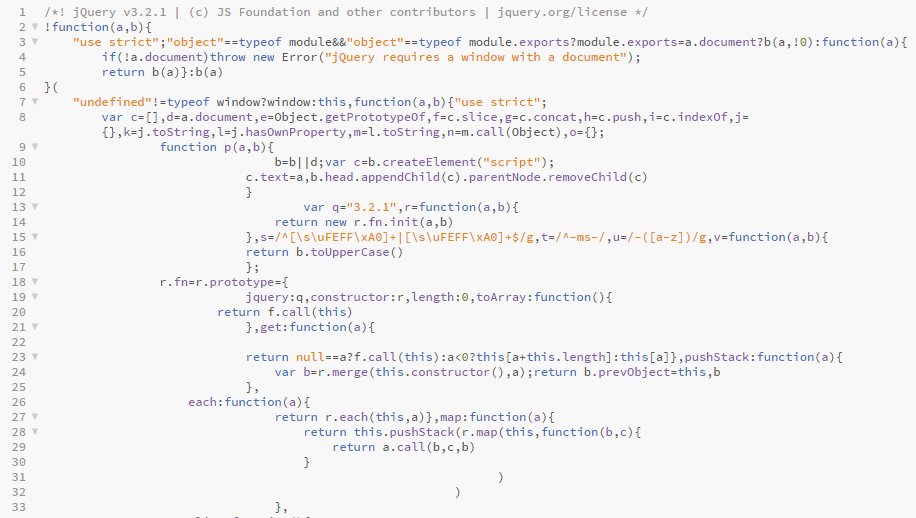 1 /*! jQuery v3.2.1 | (c) JS Foundation and other contributors | jquery.org/license */
2 !function(a,b){
3 "use strict";"object"==typeof module&&"object"==typeof module.exports?module.exports=a.document?b(a,!0):function(a){
4 if(!a.document)throw new Error("jQuery requires a window with a document");
5 return b(a)}:b(a)
6 }(
7 "undefined"!=typeof window?window:this,function(a,b){"use strict";
8 var c=[],d=a.document,e=Object.getPrototypeOf,f=c.slice,g=c.concat,h=c.push,i=c.indexOf,j=
{},k=j.toString,l=j.hasOwnProperty,m=l.toString,n=m.call(Object),o={};
9 function p(a,b){
10 b=b||d;var c=b.createElement("script");
11 c.text=a,b.head.appendChild(c).parentNode.removeChild(c)
12 }
13 var q="3.2.1",r=function(a,b){
14 return new r.fn.init(a,b)
15 },s=/^[\s\uFEFF\xA0]+|[\s\uFEFF\xA0]+$/g,t=/^-ms-/,u=/-([a-z])/g,v=function(a,b){
16 return b.toUpperCase()
17 };
18 r.fn=r.prototype={
19 jquery:q,constructor:r,length:0,toArray:function(){
20 return f.call(this)
21 },get:function(a){
22
23 return null==a?f.call(this):a<0?this[a+this.length]:this[a]},pushStack:function(a){
24 var b=r.merge(this.constructor(),a);return b.prevObject=this,b
25 },
26 each:function(a){
27 return r.each(this,a)},map:function(a){
28 return this.pushStack(r.map(this,function(b,c){
29 return a.call(b,c,b)
30 }
31 )
32 )
33 },